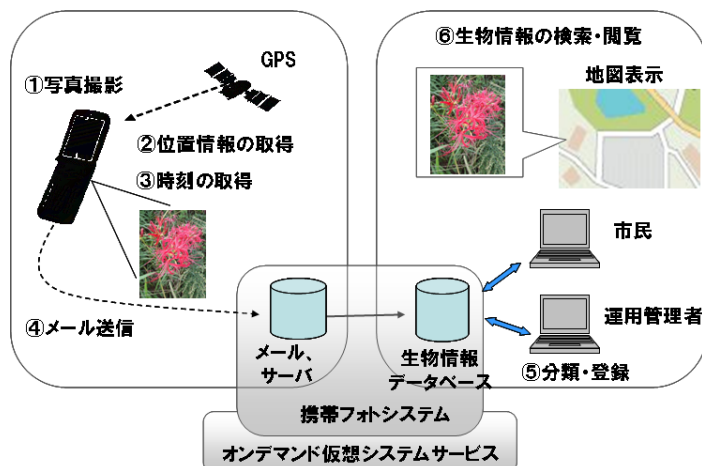 GPS
①写真撮影
②位置情報の取得
③時刻の取得
④メール送信
⑥生物情報の検索・閲覧
地図表示
市民
運用管理者
⑤分類・登録
メール、
サーバ
生物情報
データベース
携帯フォトシステム
オンデマンド仮想システムサービス